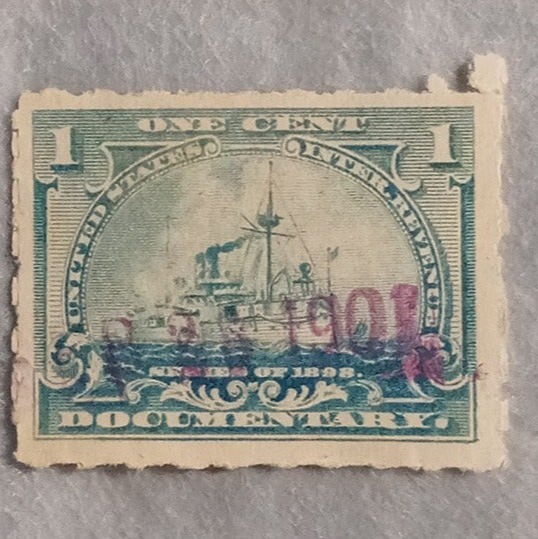 1 ONE CENT 1
UNITED STATES INTER. REVENUE
1901
SERIES OF 1898.
DOCUMENTARY.